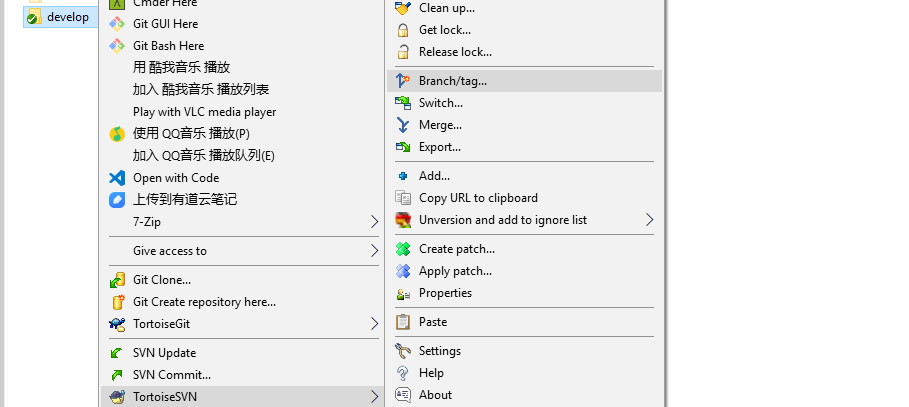 develop
Cmder Here
Git GUI Here
Git Bash Here
用 酷我音乐 播放
加入 酷我音乐 播放列表
Play with VLC media player
使用 QQ音乐 播放(P)
加入 QQ音乐 播放队列(E)
Open with Code
上传到有道云笔记
7-Zip
Give access to
Git Clone...
Git Create repository here...
TortoiseGit
SVN Update
SVN Commit...
TortoiseSVN
Clean up...
Get lock...
Release lock...
Branch/tag...
Switch...
Merge...
Export...
Add...
Copy URL to clipboard
Unversion and add to ignore list
Create patch...
Apply patch...
Properties
Paste
Settings
Help
About